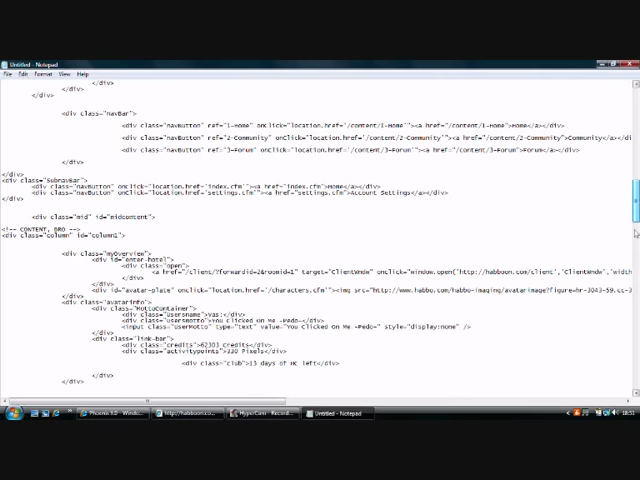 Untitled - Notepad
File Edit Format View Help
</div>
</div>
</div>
<div class="navBar">
<div class="navButton" ref="1-Home" onClick="location.href='/content/1-Home'"><a href="/content/1-Home">Home</a></div>
<div class="navButton" ref="2-Community" onClick="location.href='/content/2-Community'"><a href="/content/2-Community">Community</a></div>
<div class="navButton" ref="3-Forum" onClick="location.href='/content/3-Forum'"><a href="/content/3-Forum">Forum</a></div>
</div>
</div>
<div class="SubnavBar">
<div class="navButton" onClick="location.href='index.cfm'"><a href="index.cfm">Home</a></div>
<div class="navButton" onClick="location.href='settings.cfm'"><a href="settings.cfm">Account Settings</a></div>
</div>
<div class="mid" id="midcontent">
<!-- CONTENT, BRO -->
<div class="column" id="column1">
<div class="myOverview">
<div id="enter-hotel">
<div class="open">
<a href="/client/?forwardid=2&roomid=1" target="ClientWndw" onclick="window.open('http://habboon.com/client','ClientWndw','width
</div>
<div id="avatar-plate" onClick="location.href='/characters.cfm'"><img src="http://www.habbo.com/habbo-imaging/avatarimage?figure=hr-3043-59.cc-3
</div>
<div class="avatarinfo">
<div class="MottoContainer">
<div class="usersname">Vas:</div>
<div class="usersMotto">You Clicked On Me -Pedo-</div>
<input class="usersMotto" type="text" value="You Clicked On Me -Pedo-" style="display:none" />
</div>
<div class="link-bar">
<div class="credits">62303 Credits</div>
<div class="activitypoints">330 Pixels</div>
<div class="club">13 days of HC left</div>
</div>
</div>
Phoenix 3.0 - Windo...
http://habboon.co...
HyperCam - Record...
Untitled - Notepad
18:51